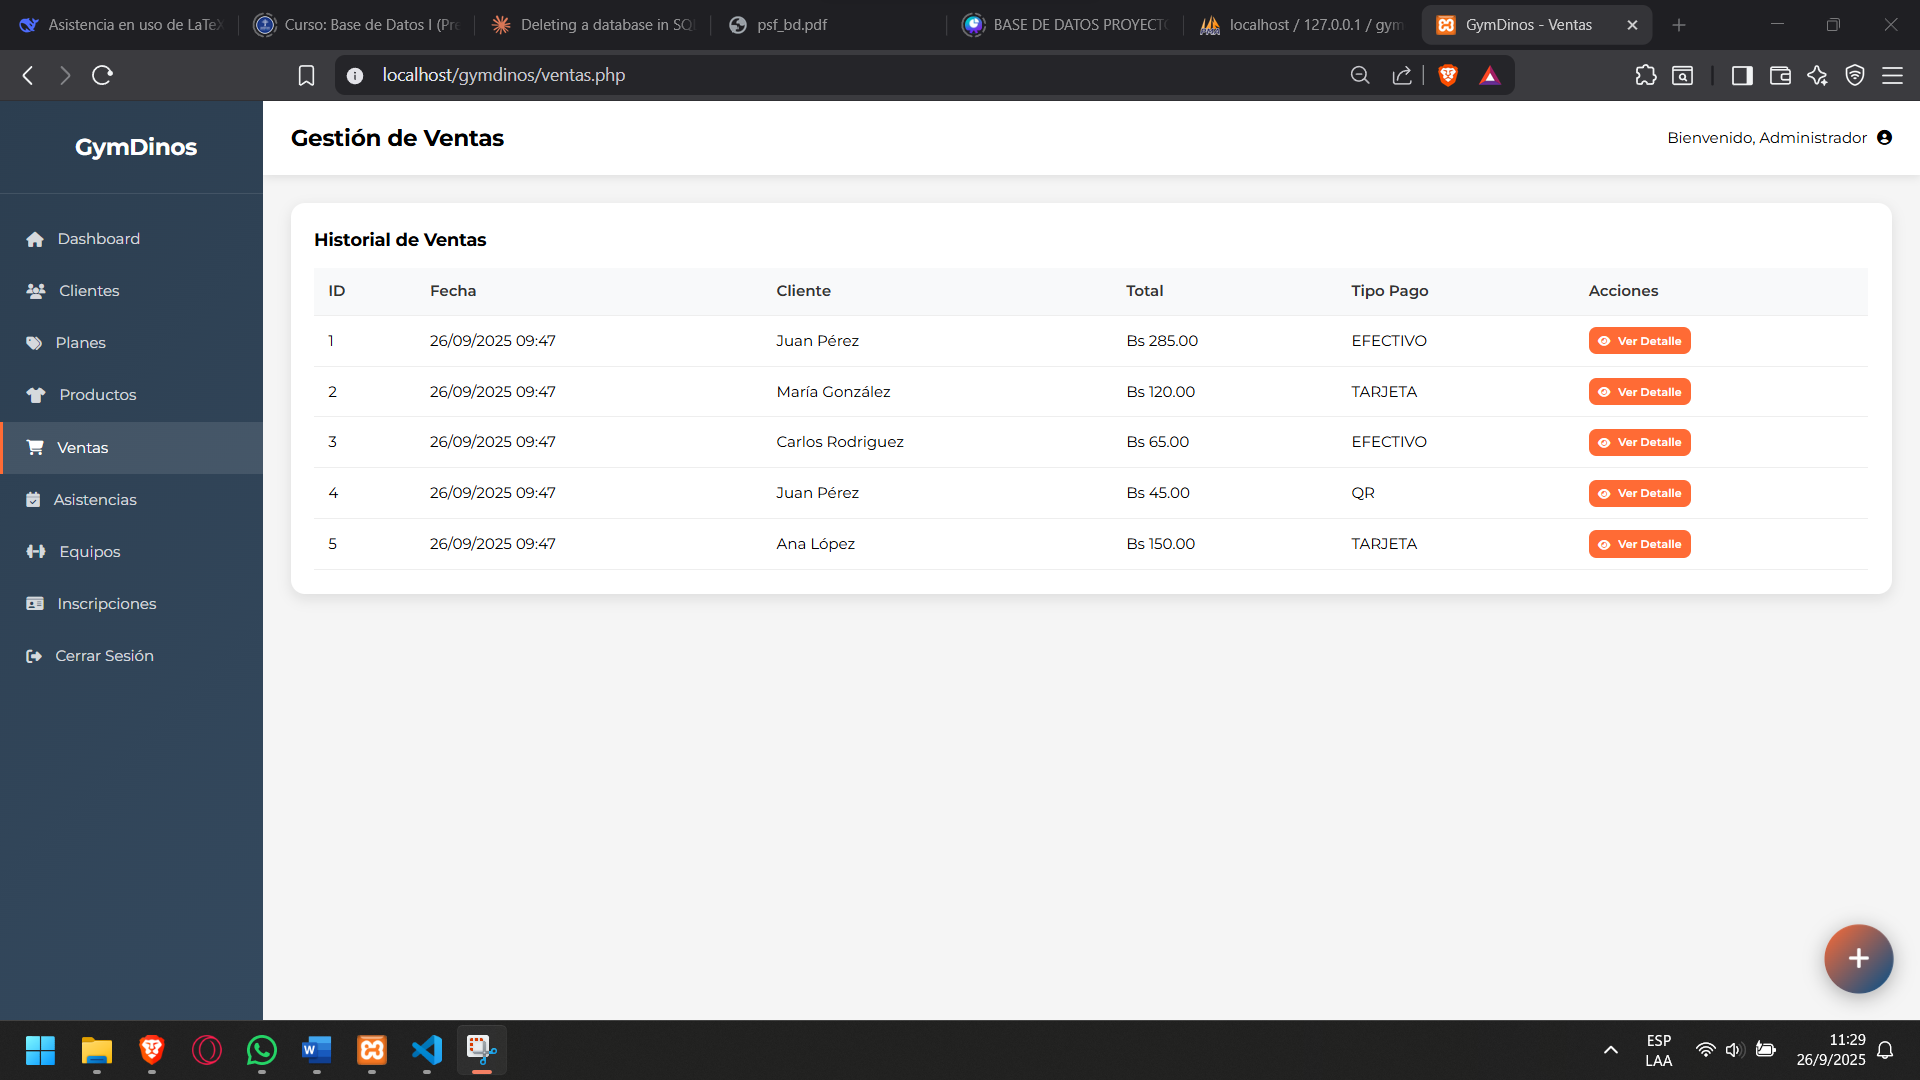 Asistencia en uso de LaTeX
Curso: Base de Datos I (Pre
Deleting a database in SQL
psf_bd.pdf
BASE DE DATOS PROYECTO
localhost / 127.0.0.1 / gym
GymDinos - Ventas
localhost/gymdinos/ventas.php
GymDinos
Gestión de Ventas
Bienvenido, Administrador
Dashboard
Clientes
Planes
Productos
Ventas
Asistencias
Equipos
Inscripciones
Cerrar Sesión
Historial de Ventas
ID Fecha Cliente Total Tipo Pago Acciones
1 26/09/2025 09:47 Juan Pérez Bs 285.00 EFECTIVO Ver Detalle
2 26/09/2025 09:47 María González Bs 120.00 TARJETA Ver Detalle
3 26/09/2025 09:47 Carlos Rodriguez Bs 65.00 EFECTIVO Ver Detalle
4 26/09/2025 09:47 Juan Pérez Bs 45.00 QR Ver Detalle
5 26/09/2025 09:47 Ana López Bs 150.00 TARJETA Ver Detalle
ESP
LAA
11:29
26/9/2025